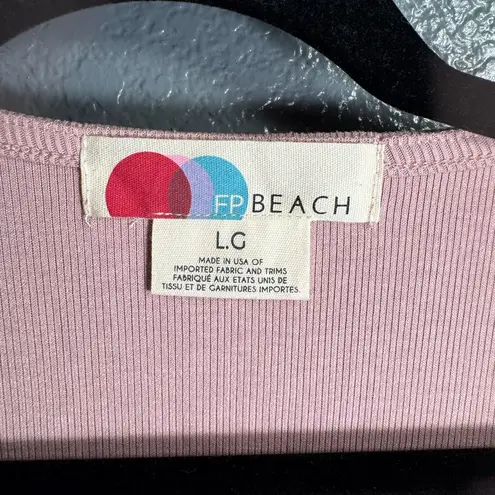 FP BEACH
L.G
MADE IN USA OF
IMPORTED FABRIC AND TRIMS
FABRIQUÉ AUX ETATS UNIS DE
TISSU ET DE GARNITURES IMPORTES.